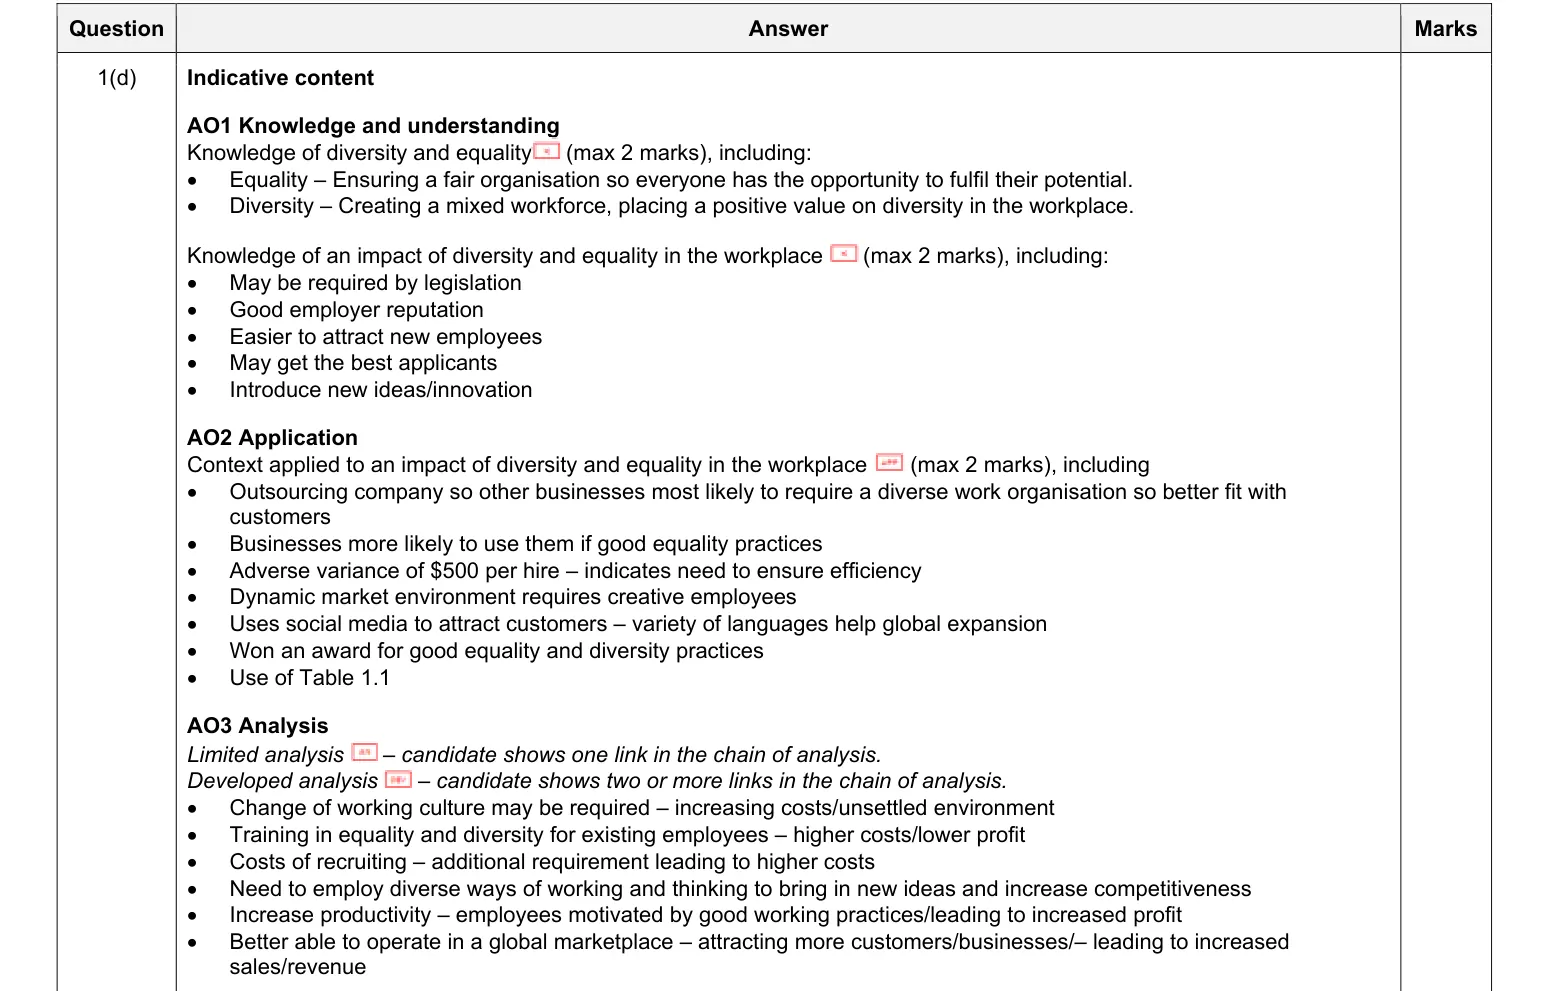 Question Answer Marks
1(d) Indicative content
AO1 Knowledge and understanding
Knowledge of diversity and equality (max 2 marks), including:
• Equality – Ensuring a fair organisation so everyone has the opportunity to fulfil their potential.
• Diversity – Creating a mixed workforce, placing a positive value on diversity in the workplace.
Knowledge of an impact of diversity and equality in the workplace (max 2 marks), including:
• May be required by legislation
• Good employer reputation
• Easier to attract new employees
• May get the best applicants
• Introduce new ideas/innovation
AO2 Application
Context applied to an impact of diversity and equality in the workplace (max 2 marks), including
• Outsourcing company so other businesses most likely to require a diverse work organisation so better fit with
customers
• Businesses more likely to use them if good equality practices
• Adverse variance of $500 per hire – indicates need to ensure efficiency
• Dynamic market environment requires creative employees
• Uses social media to attract customers – variety of languages help global expansion
• Won an award for good equality and diversity practices
• Use of Table 1.1
AO3 Analysis
Limited analysis – candidate shows one link in the chain of analysis.
Developed analysis – candidate shows two or more links in the chain of analysis.
• Change of working culture may be required – increasing costs/unsettled environment
• Training in equality and diversity for existing employees – higher costs/lower profit
• Costs of recruiting – additional requirement leading to higher costs
• Need to employ diverse ways of working and thinking to bring in new ideas and increase competitiveness
• Increase productivity – employees motivated by good working practices/leading to increased profit
• Better able to operate in a global marketplace – attracting more customers/businesses/– leading to increased
sales/revenue